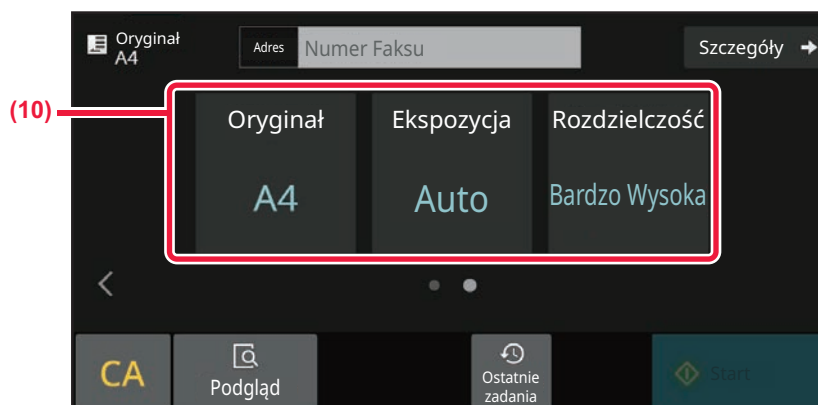 Oryginał
A4
Adres Numer Faksu
Szczegóły
(10)
Oryginał Ekspozycja Rozdzielczość
A4 Auto Bardzo Wysoka
CA
Podgląd
Ostatnie
zadania
Start